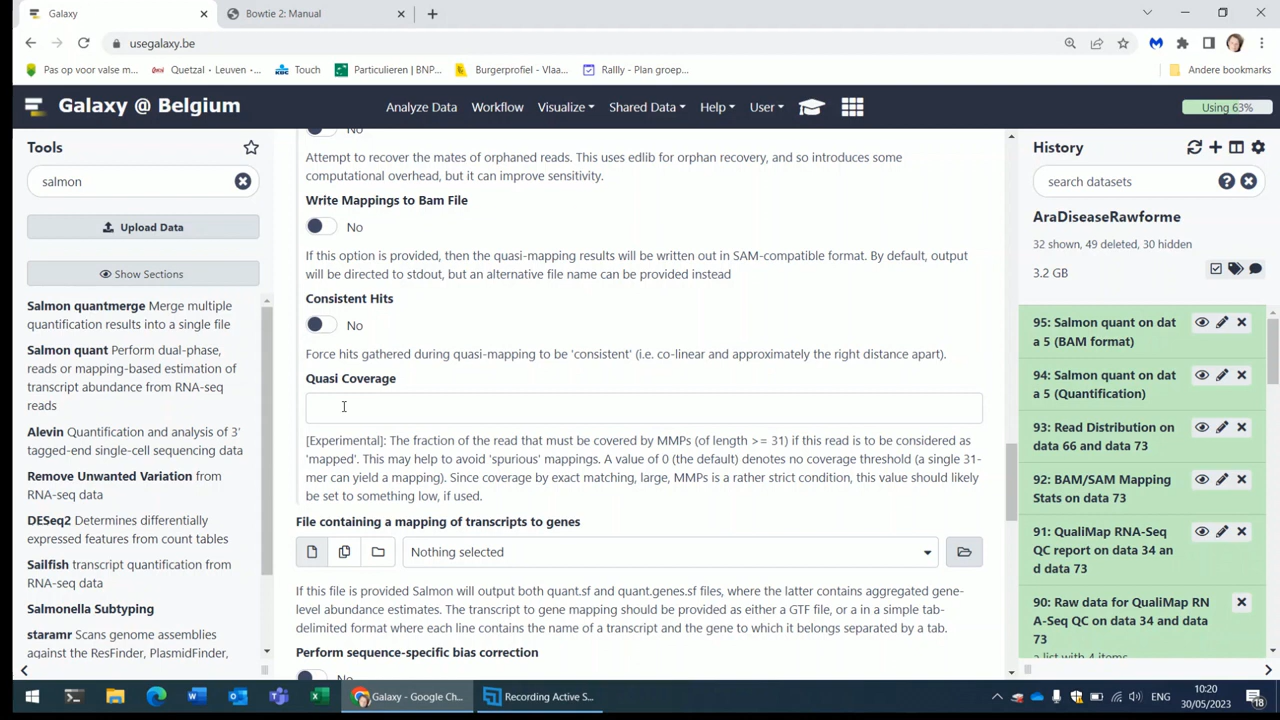 Galaxy
Bowtie 2: Manual
usegalaxy.be
Pas op voor valse m...
Quetzal - Leuven -...
Touch
Particulieren | BNP...
Burgerprofiel - Vlaa...
Rallly - Plan groep...
Andere bookmarks
Galaxy @ Belgium
Analyze Data
Workflow
Visualize
Shared Data
Help
User
Using 63%
Tools
salmon
Upload Data
Show Sections
Salmon quantmerge Merge multiple
quantification results into a single file
Salmon quant Perform dual-phase,
reads or mapping-based estimation
of transcript abundance from RNA-seq
reads
Alevin Quantification and analysis of 3'
tagged-end single-cell sequencing data
Remove Unwanted Variation from
RNA-seq data
DESeq2 Determines differentially
expressed features from count tables
Sailfish transcript quantification from
RNA-seq data
Salmonella Subtyping
staramr Scans genome assemblies
against the ResFinder, PlasmidFinder,
No
Attempt to recover the mates of orphaned reads. This uses edlib for orphan recovery, and so introduces some
computational overhead, but it can improve sensitivity.
Write Mappings to Bam File
No
If this option is provided, then the quasi-mapping results will be written out in SAM-compatible format. By default, output
will be directed to stdout, but an alternative file name can be provided instead
Consistent Hits
No
Force hits gathered during quasi-mapping to be 'consistent' (i.e. co-linear and approximately the right distance apart).
Quasi Coverage
[Experimental]: The fraction of the read that must be covered by MMPs (of length >= 31) if this read is to be considered as
'mapped'. This may help to avoid 'spurious' mappings. A value of 0 (the default) denotes no coverage threshold (a single 31-
mer can yield a mapping). Since coverage by exact matching, large, MMPs is a rather strict condition, this value should likely
be set to something low, if used.
File containing a mapping of transcripts to genes
Nothing selected
If this file is provided Salmon will output both quant.sf and quant.genes.sf files, where the latter contains aggregated gene-
level abundance estimates. The transcript to gene mapping should be provided as either a GTF file, or a in a simple tab-
delimited format where each line contains the name of a transcript and the gene to which it belongs separated by a tab.
Perform sequence-specific bias correction
No
History
search datasets
AraDiseaseRawforme
32 shown, 49 deleted, 30 hidden
3.2 GB
95: Salmon quant on dat
a 5 (BAM format)
94: Salmon quant on dat
a 5 (Quantification)
93: Read Distribution on
data 66 and data 73
92: BAM/SAM Mapping
Stats on data 73
91: QualiMap RNA-Seq
QC report on data 34 an
d data 73
90: Raw data for QualiMap RN
A-Seq QC on data 34 and data
73
a list with 4 items
Galaxy - Google Ch...
Recording Active S...
ENG
10:20
30/05/2023
18